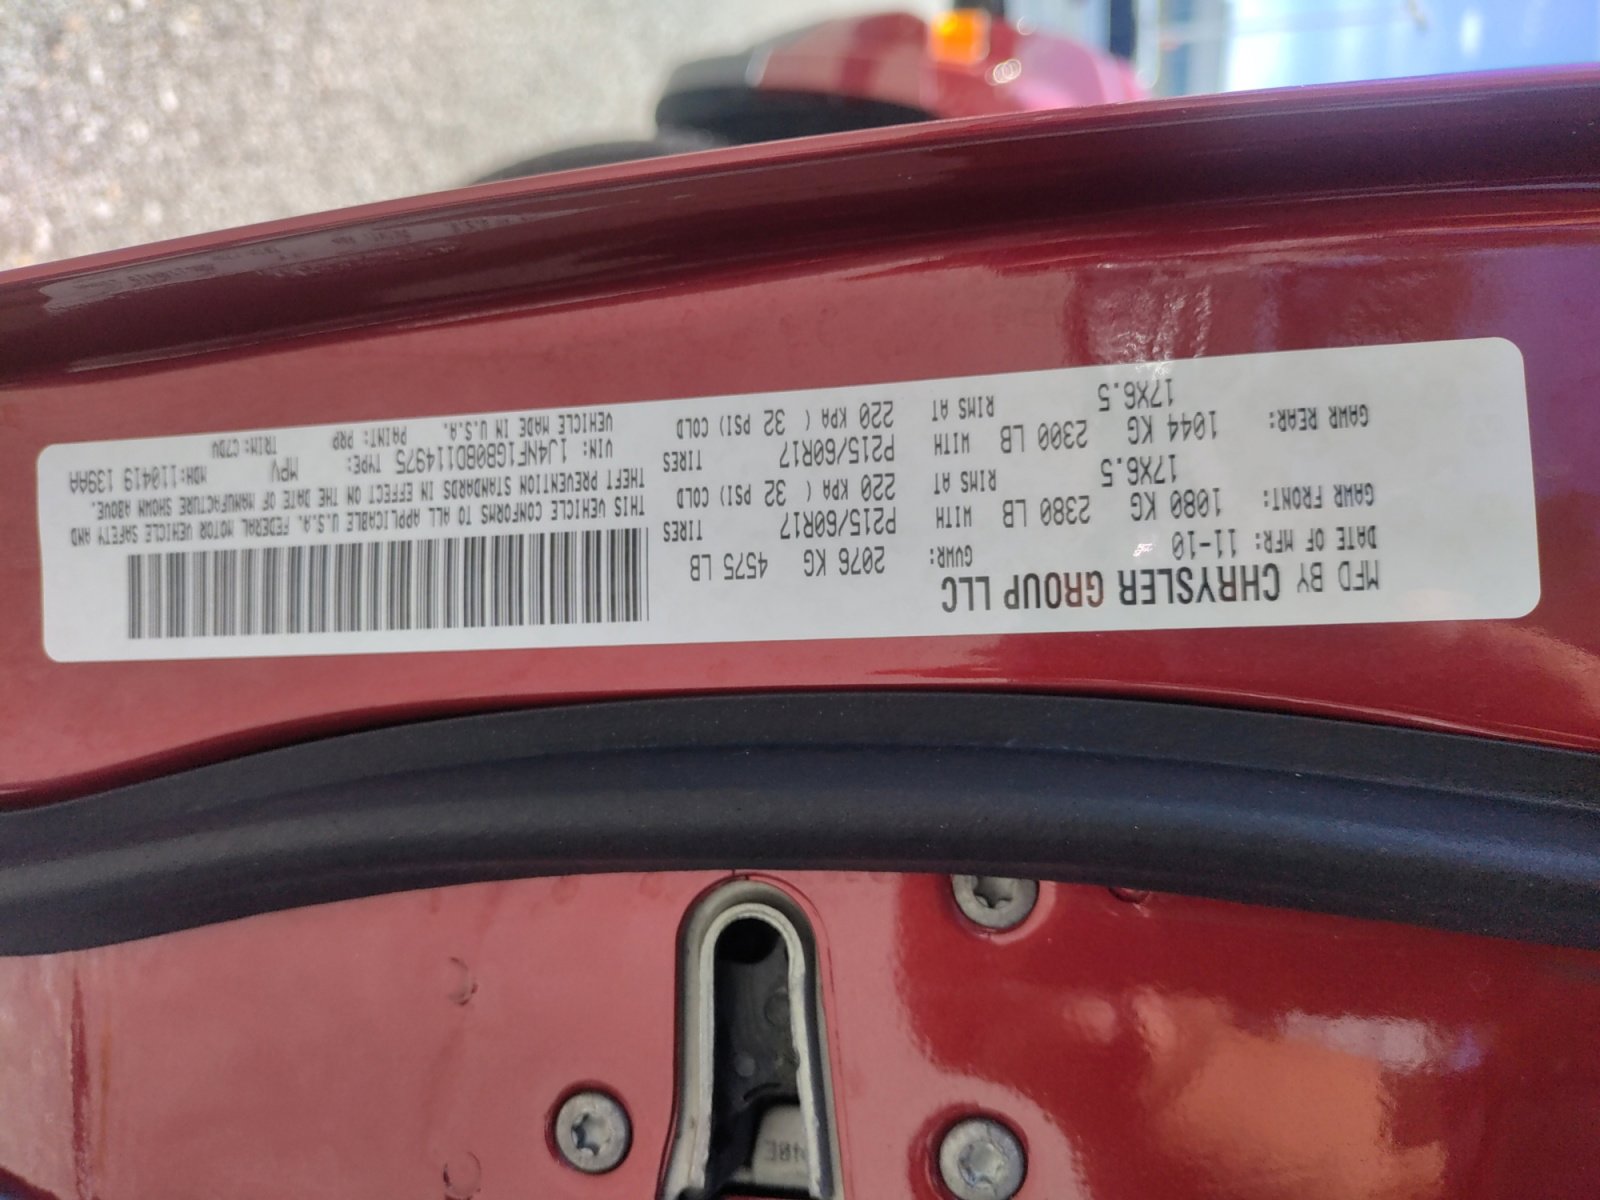 MFD BY CHRYSLER GROUP LLC
DATE OF MFR: 11-10 GVWR: 2076 KG 4575 LB
GAWR FRONT: WITH TIRES
1080 KG 2380 LB P215/60R17
RIMS AT
17X6.5 220 KPA ( 32 PSI) COLD
GAWR REAR: WITH TIRES
1044 KG 2300 LB P215/60R17
RIMS AT
17X6.5 220 KPA ( 32 PSI) COLD
THIS VEHICLE CONFORMS TO ALL APPLICABLE U.S.A. FEDERAL MOTOR VEHICLE SAFETY AND
THEFT PREVENTION STANDARDS IN EFFECT ON THE DATE OF MANUFACTURE SHOWN ABOVE.
VIN: 1J4NF1GB0BD114975 TYPE: MPV MDH:110419 139AA
VEHICLE MADE IN U.S.A. PAINT: PRP TRIM: C7DV